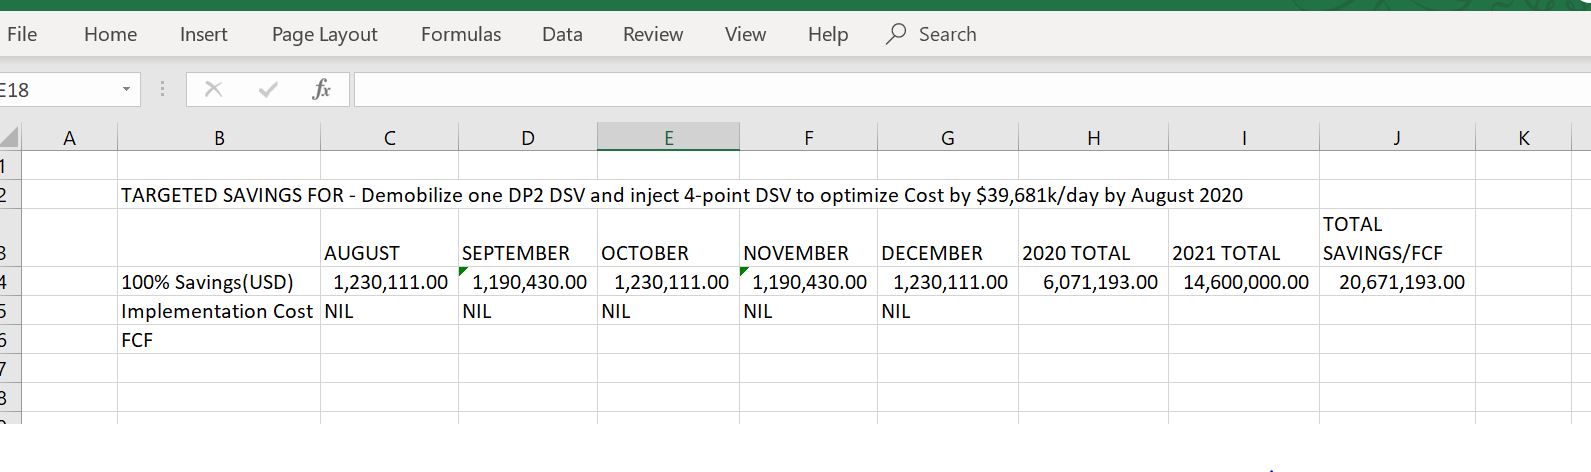 File Home Insert Page Layout Formulas Data Review View Help Search
E18 fx
A B C D E F G H I J K
1
2 TARGETED SAVINGS FOR - Demobilize one DP2 DSV and inject 4-point DSV to optimize Cost by $39,681k/day by August 2020
TOTAL
3 AUGUST SEPTEMBER OCTOBER NOVEMBER DECEMBER 2020 TOTAL 2021 TOTAL SAVINGS/FCF
4 100% Savings(USD) 1,230,111.00 1,190,430.00 1,230,111.00 1,190,430.00 1,230,111.00 6,071,193.00 14,600,000.00 20,671,193.00
5 Implementation Cost NIL NIL NIL NIL NIL
6 FCF
7
8